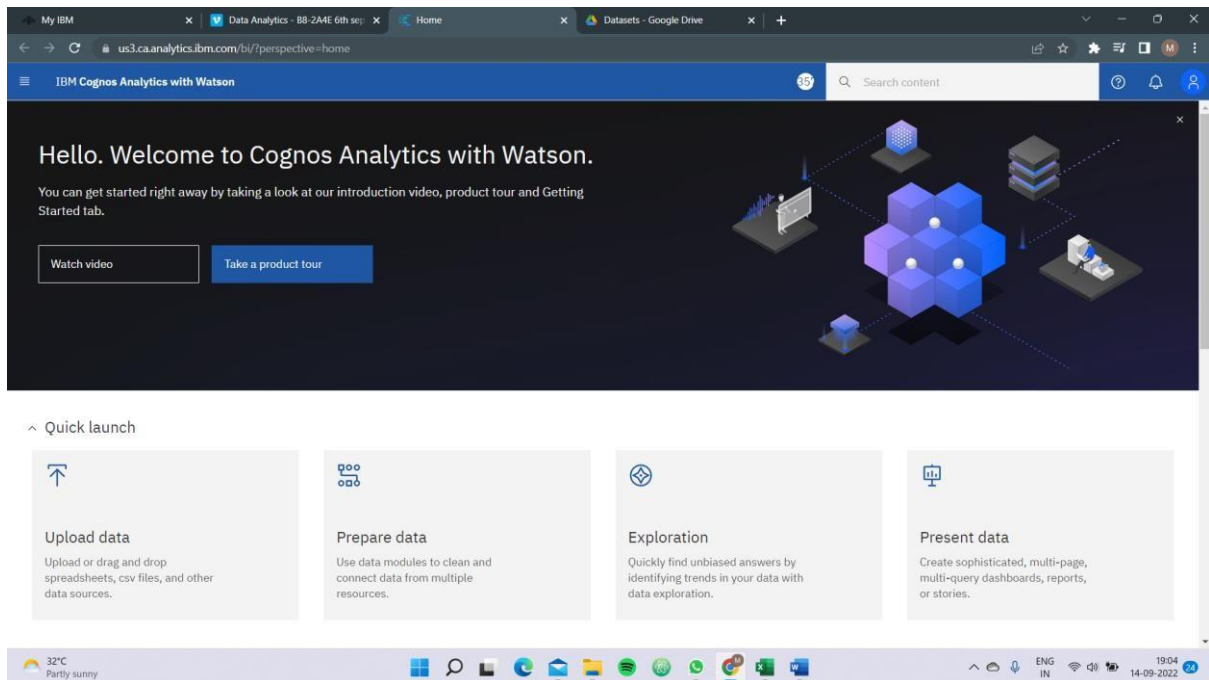 My IBM
Data Analytics - B8-2A4E 6th sep
Home
Datasets - Google Drive
us3.ca.analytics.ibm.com/bi/?perspective=home
M
IBM Cognos Analytics with Watson
357
Search content
Hello. Welcome to Cognos Analytics with Watson.
You can get started right away by taking a look at our introduction video, product tour and Getting
Started tab.
Watch video
Take a product tour
Quick launch
Upload data
Upload or drag and drop
spreadsheets, csv files, and other
data sources.
Prepare data
Use data modules to clean and
connect data from multiple
resources.
Exploration
Quickly find unbiased answers by
identifying trends in your data with
data exploration.
Present data
Create sophisticated, multi-page,
multi-query dashboards, reports,
or stories.
32°C
Partly sunny
ENG
IN
19:04
14-09-2022
24